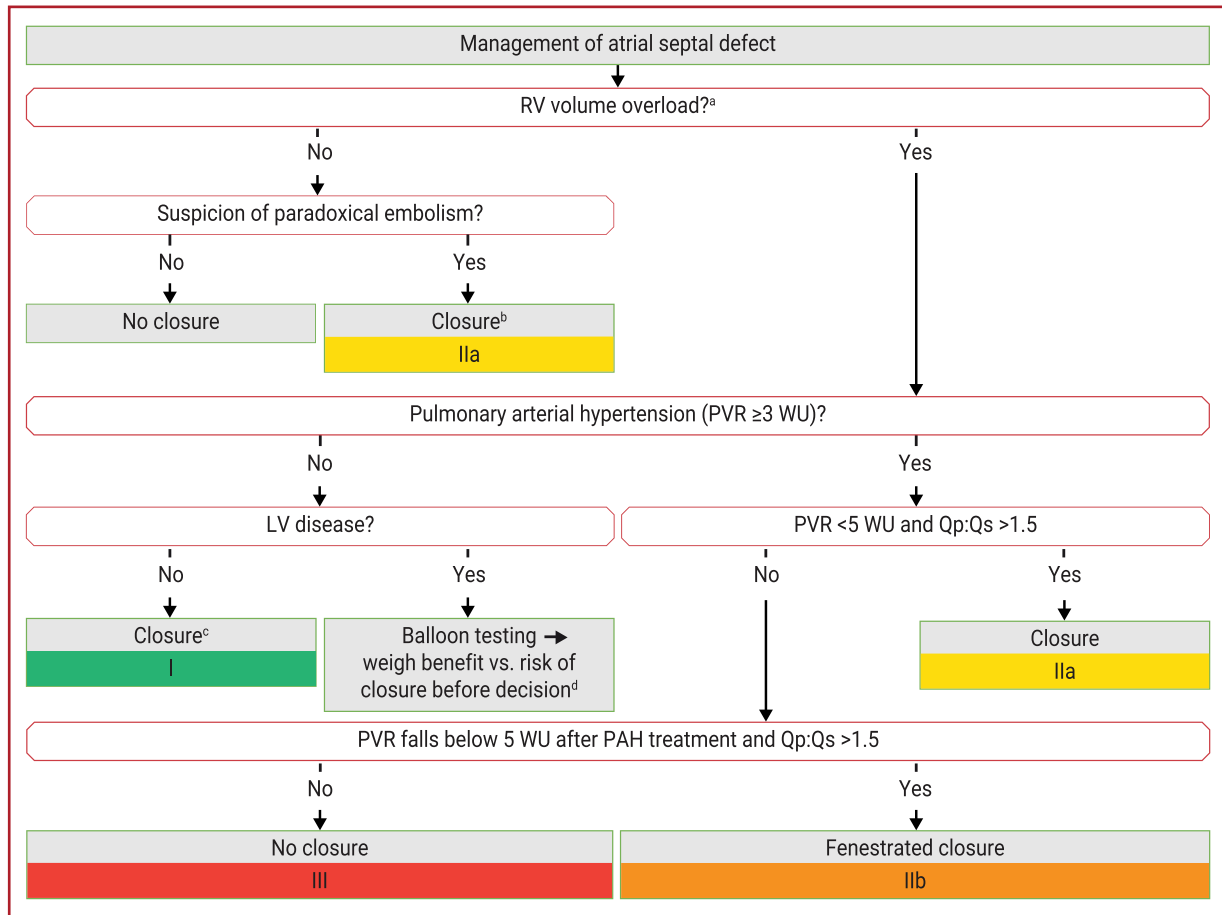 Management of atrial septal defect
RV volume overload?ᵃ
No
Yes
Suspicion of paradoxical embolism?
No
Yes
No closure
Closureᵇ
IIa
Pulmonary arterial hypertension (PVR ≥3 WU)?
No
Yes
LV disease?
PVR <5 WU and Qp:Qs >1.5
No
Yes
No
Yes
Closureᶜ
I
Balloon testing →
weigh benefit vs. risk of
closure before decisionᵈ
Closure
IIa
PVR falls below 5 WU after PAH treatment and Qp:Qs >1.5
No
Yes
No closure
III
Fenestrated closure
IIb